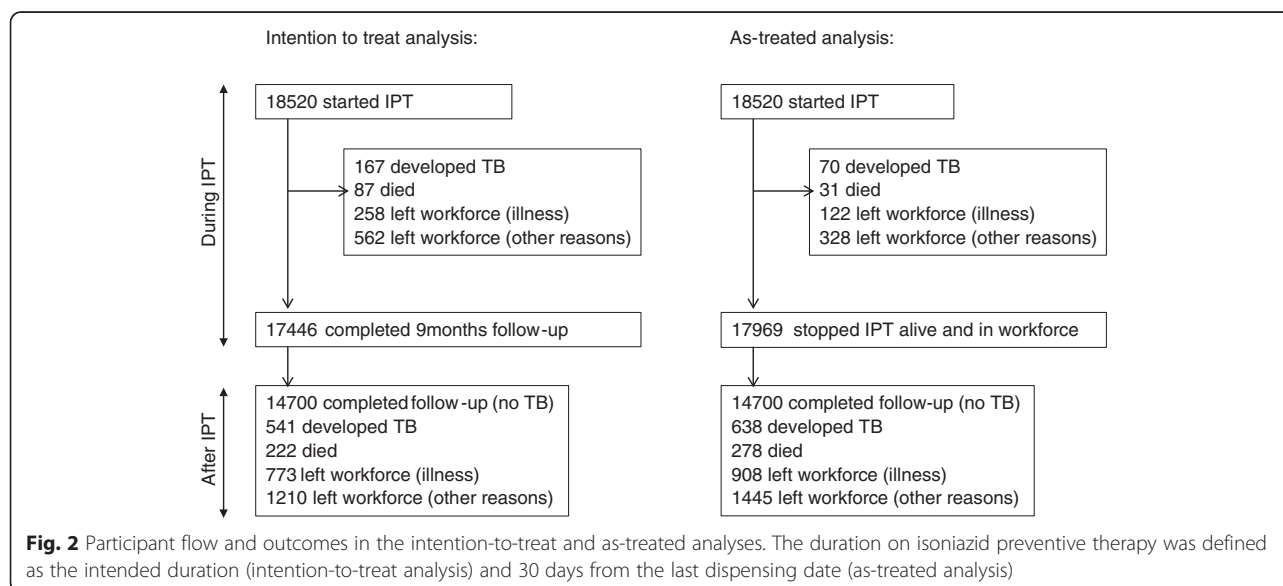 Intention to treat analysis:
As-treated analysis:
During IPT
18520 started IPT
167 developed TB
87 died
258 left workforce (illness)
562 left workforce (other reasons)
17446 completed 9months follow-up
18520 started IPT
70 developed TB
31 died
122 left workforce (illness)
328 left workforce (other reasons)
17969 stopped IPT alive and in workforce
After IPT
14700 completed follow-up (no TB)
541 developed TB
222 died
773 left workforce (illness)
1210 left workforce (other reasons)
14700 completed follow-up (no TB)
638 developed TB
278 died
908 left workforce (illness)
1445 left workforce (other reasons)
Fig. 2 Participant flow and outcomes in the intention-to-treat and as-treated analyses. The duration on isoniazid preventive therapy was defined
as the intended duration (intention-to-treat analysis) and 30 days from the last dispensing date (as-treated analysis)